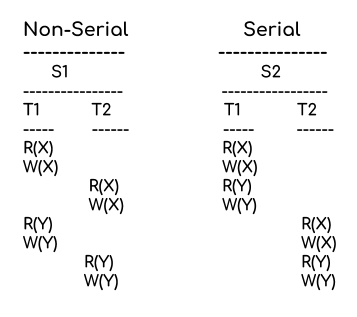 Non-Serial Serial
--------------- ----------------
S1 S2
----------------- ------------------
T1 T2 T1 T2
----- ------ ----- ------
R(X) R(X)
W(X) W(X)
R(X) R(Y)
W(X) W(Y)
R(Y) R(X)
W(Y) W(X)
R(Y) R(Y)
W(Y) W(Y)